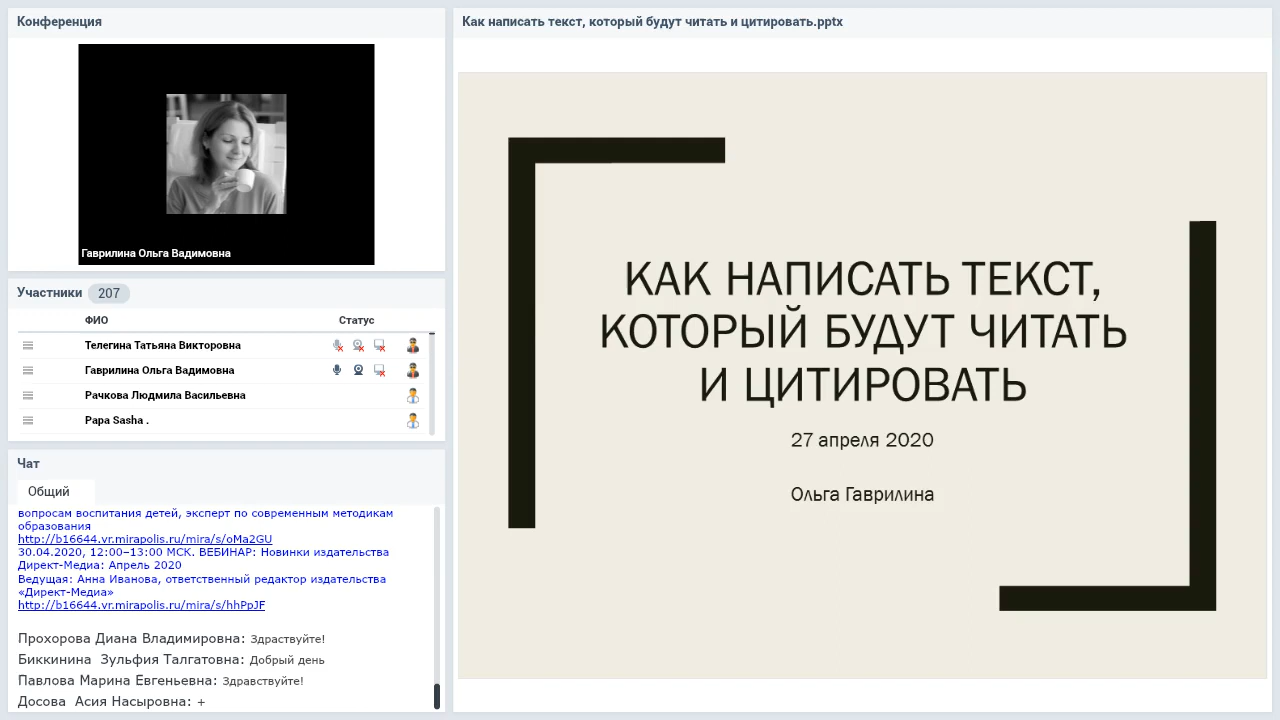 Конференция
Гаврилина Ольга Вадимовна
Участники 207
ФИО Статус
Телегина Татьяна Викторовна
Гаврилина Ольга Вадимовна
Рачкова Людмила Васильевна
Papa Sasha .
Чат
Общий
вопросам воспитания детей, эксперт по современным методикам
образования
http://b16644.vr.mirapolis.ru/mira/s/oMa2GU
30.04.2020, 12:00–13:00 МСК. ВЕБИНАР: Новинки издательства
Директ-Медиа: Апрель 2020
Ведущая: Анна Иванова, ответственный редактор издательства
«Директ-Медиа»
http://b16644.vr.mirapolis.ru/mira/s/hhPpJF
Прохорова Диана Владимировна: Здраствуйте!
Биккинина Зульфия Талгатовна: Добрый день
Павлова Марина Евгеньевна: Здравствуйте!
Досова Асия Насыровна: +
Как написать текст, который будут читать и цитировать.pptx
КАК НАПИСАТЬ ТЕКСТ,
КОТОРЫЙ БУДУТ ЧИТАТЬ
И ЦИТИРОВАТЬ
27 апреля 2020
Ольга Гаврилина